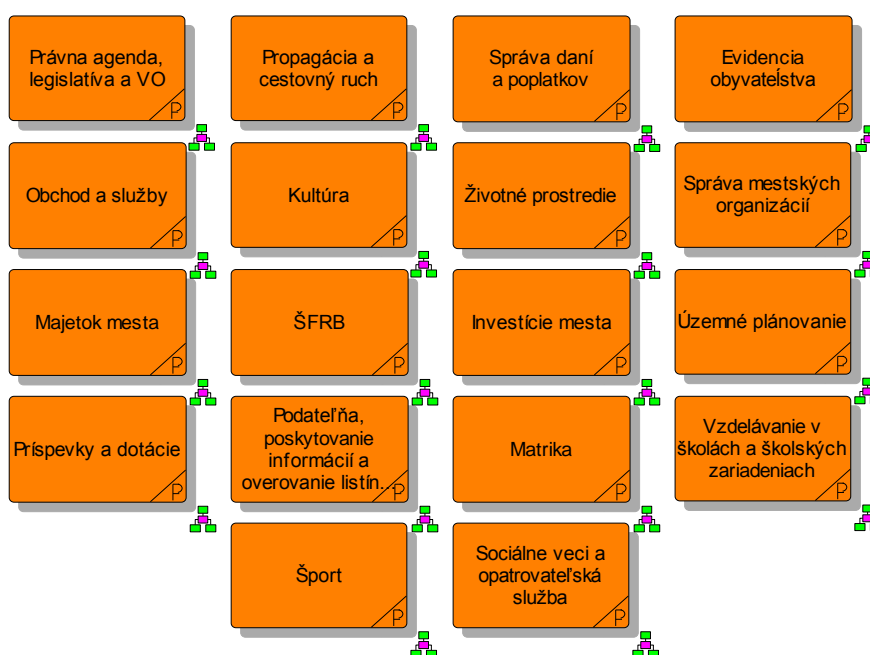 Právna agenda,
legislatíva a VO
P
Propagácia a
cestovný ruch
P
Správa daní
a poplatkov
P
Evidencia
obyvateľstva
P
Obchod a služby
P
Kultúra
P
Životné prostredie
P
Správa mestských
organizácií
P
Majetok mesta
P
ŠFRB
P
Investície mesta
P
Územné plánovanie
P
Príspevky a dotácie
P
Podateľňa,
poskytovanie
informácií a
overovanie listín...
P
Matrika
P
Vzdelávanie v
školách a školských
zariadeniach
P
Šport
P
Sociálne veci a
opatrovateľská
služba
P